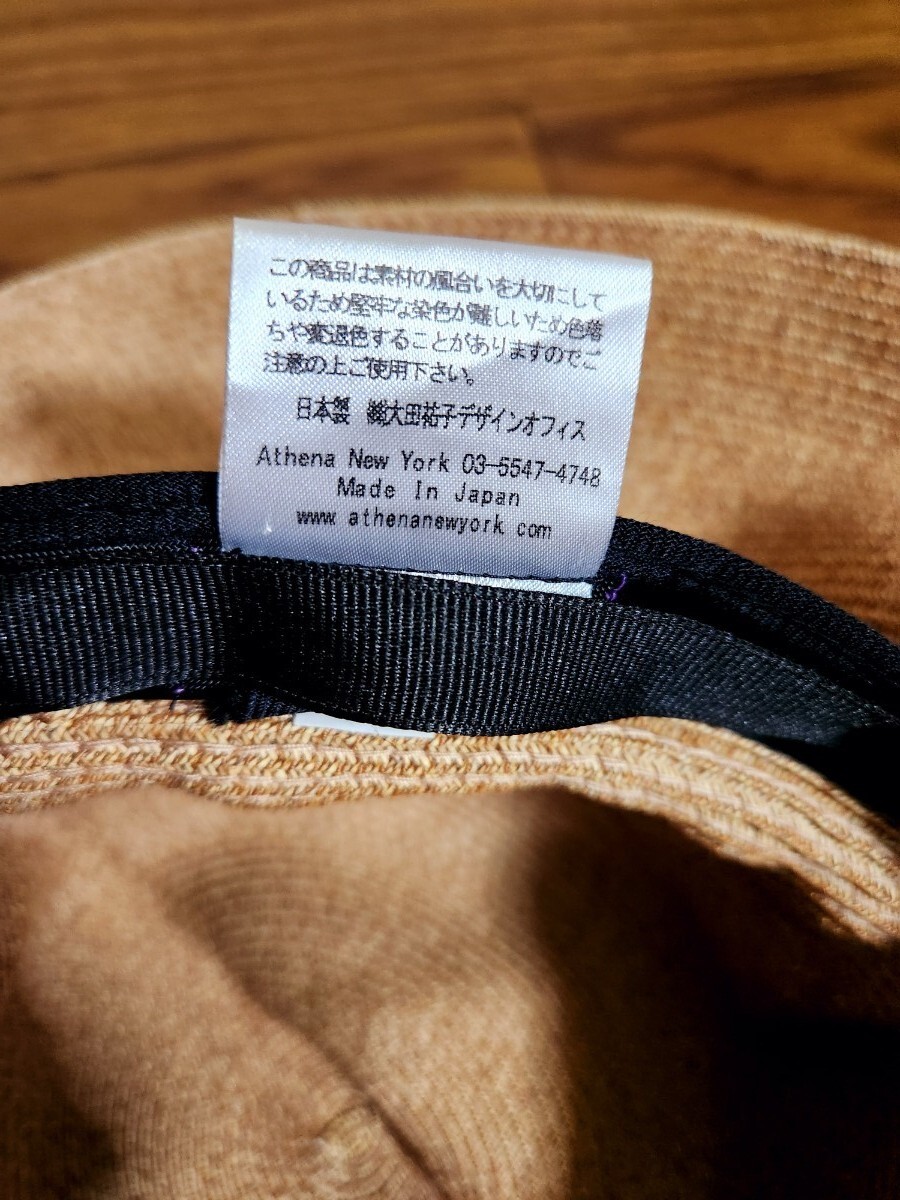 この商品は素材の風合いを大切にして
いるため堅牢な染色が難しいため色落
ちや変退色することがありますのでご
注意の上ご使用下さい。
日本製 ㈱大田祐子デザインオフィス
Athena New York 03-5547-4748
Made In Japan
www.athenanewyork.com